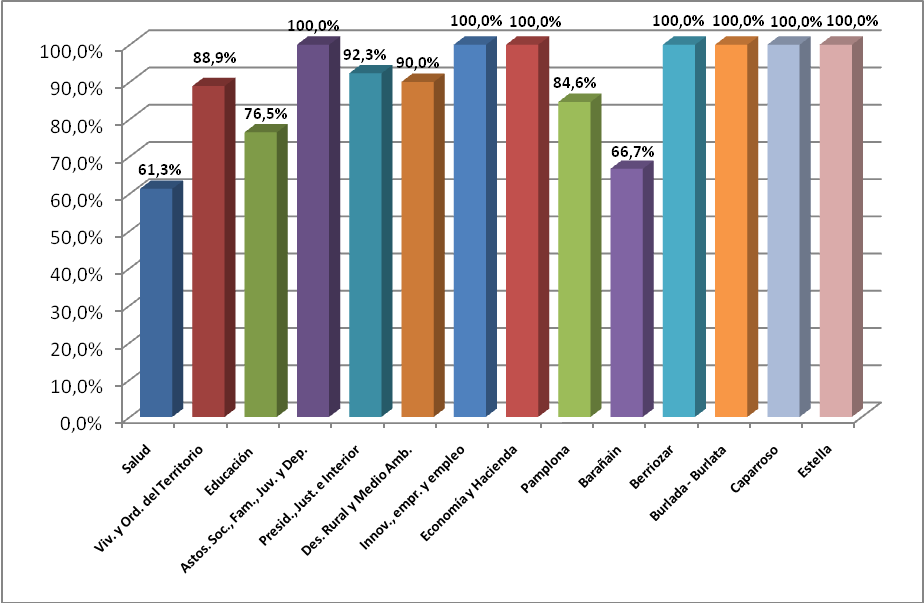 100,0%
90,0%
80,0%
70,0%
60,0%
50,0%
40,0%
30,0%
20,0%
10,0%
0,0%
61,3%
88,9%
76,5%
100,0%
92,3%
90,0%
100,0%
100,0%
84,6%
66,7%
100,0%
100,0%
100,0%
100,0%
Salud
Viv. y Ord. del Territorio
Educación
Astos. Soc., Fam., Juv. y Dep.
Presid., Just. e Interior
Des. Rural y Medio Amb.
Innov., empr. y empleo
Economía y Hacienda
Pamplona
Barañain
Berriozar
Burlada - Burlata
Caparroso
Estella